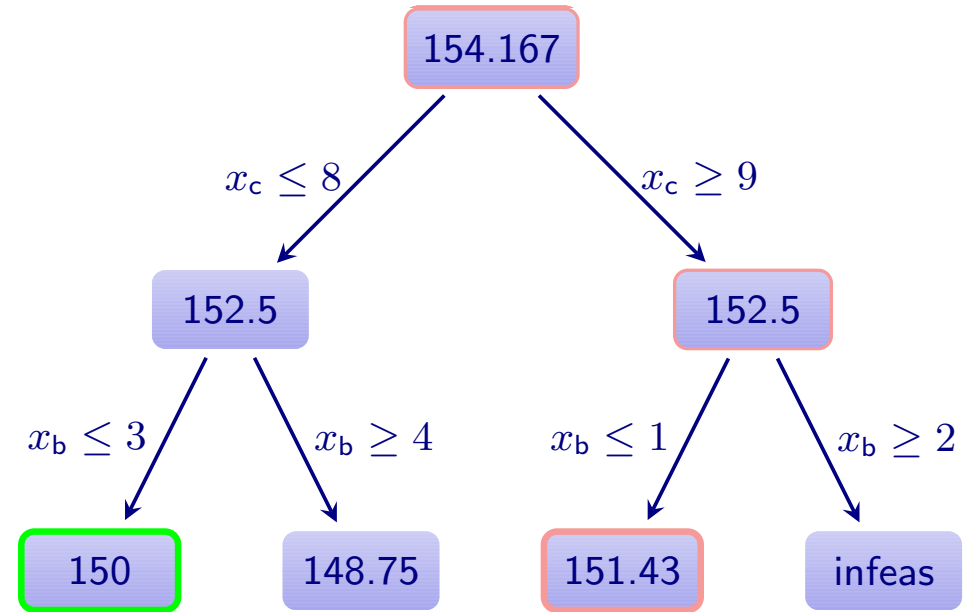 154.167
x_c ≤ 8
x_c ≥ 9
152.5
152.5
x_b ≤ 3
x_b ≥ 4
x_b ≤ 1
x_b ≥ 2
150
148.75
151.43
infeas